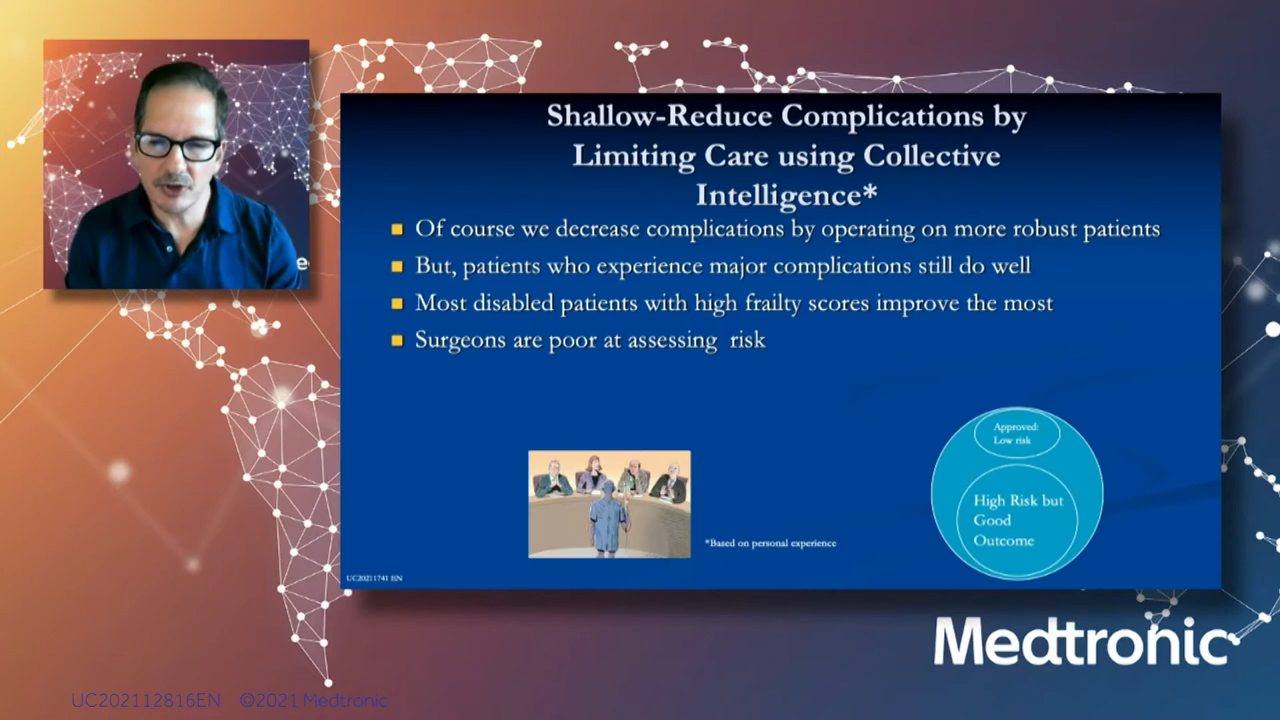 Shallow-Reduce Complications by
Limiting Care using Collective
Intelligence*
Of course we decrease complications by operating on more robust patients
But, patients who experience major complications still do well
Most disabled patients with high frailty scores improve the most
Surgeons are poor at assessing risk
Approved:
Low risk
High Risk but
Good
Outcome
*Based on personal experience
UC20211741 EN
e
Medtronic
UC202112816EN ©2021 Medtronic